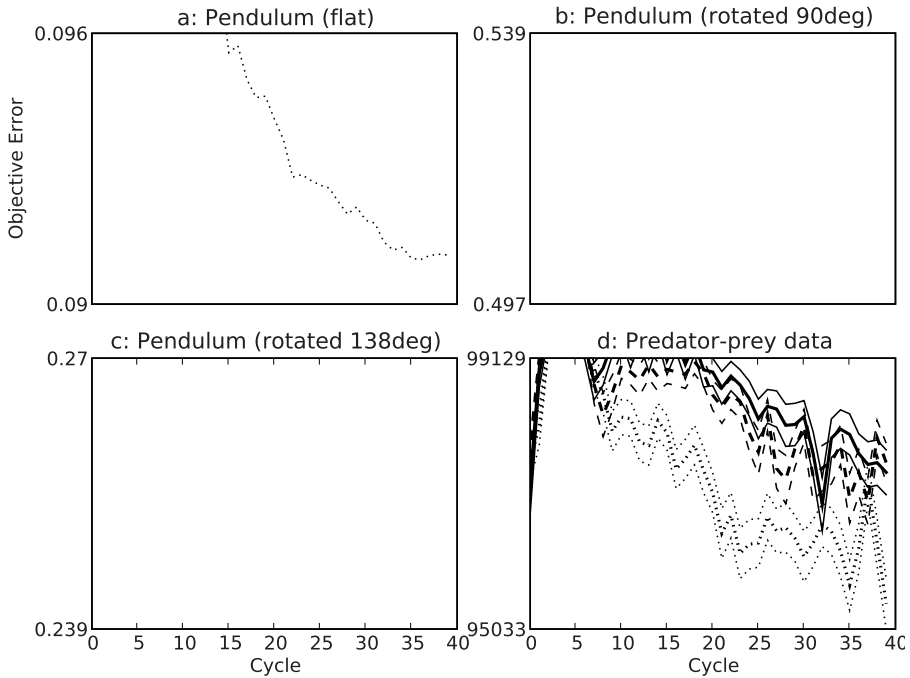 a: Pendulum (flat)
b: Pendulum (rotated 90deg)
0.096
0.539
Objective Error
0.09
0.497
c: Pendulum (rotated 138deg)
d: Predator-prey data
0.27
99129
0.239
95033
0 5 10 15 20 25 30 35 40
0 5 10 15 20 25 30 35 40
Cycle
Cycle